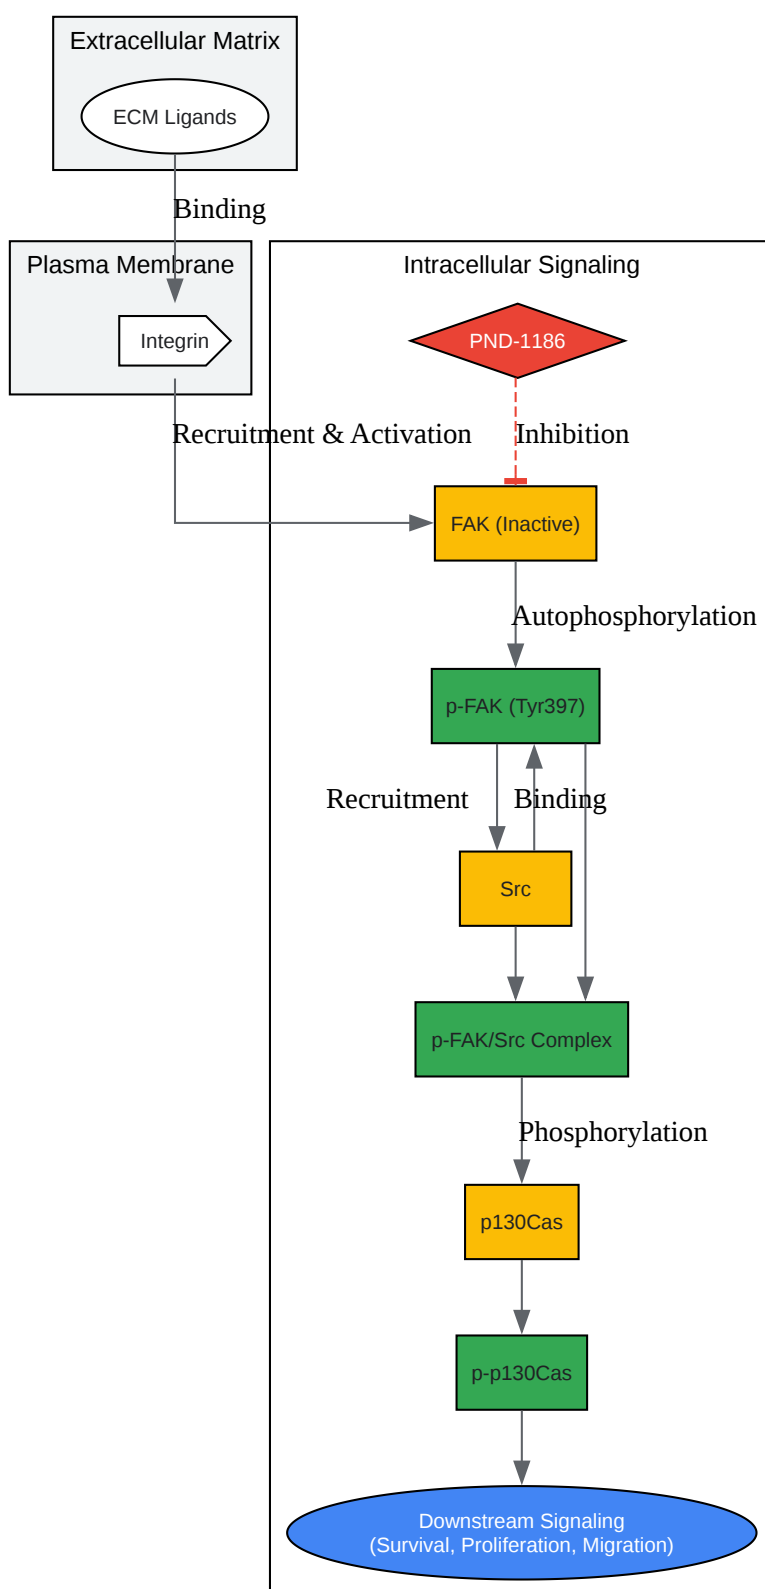 Extracellular Matrix
ECM Ligands
Binding
Plasma Membrane
Intracellular Signaling
Integrin
PND-1186
Recruitment & Activation
Inhibition
FAK (Inactive)
Autophosphorylation
p-FAK (Tyr397)
Recruitment
Binding
Src
p-FAK/Src Complex
Phosphorylation
p130Cas
p-p130Cas
Downstream Signaling
(Survival, Proliferation, Migration)